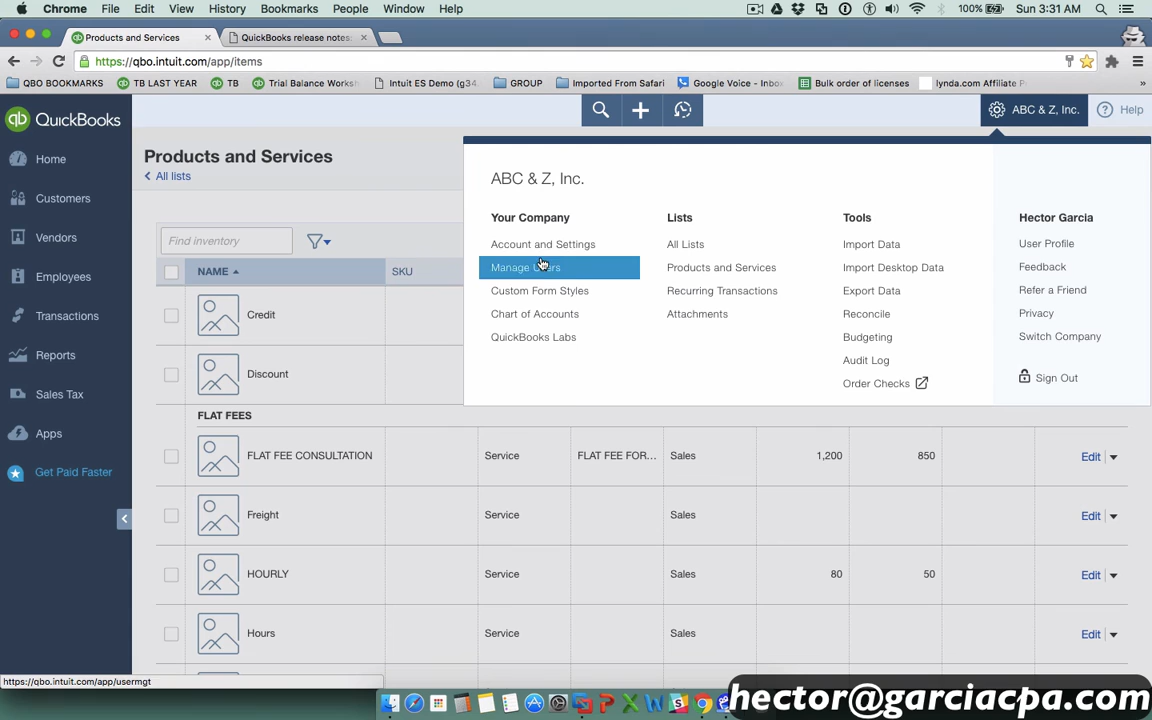 Chrome File Edit View History Bookmarks People Window Help 100% Sun 3:31 AM
Products and Services QuickBooks release notes:
https://qbo.intuit.com/app/items
QBO BOOKMARKS TB LAST YEAR TB Trial Balance Works Intuit ES Demo (g34 GROUP Imported From Safari Google Voice - Inbox Bulk order of licenses lynda.com Affiliate
qb QuickBooks ABC & Z, Inc. ? Help
Home
Customers
Vendors
Employees
Transactions
Reports
Sales Tax
Apps
Get Paid Faster
Products and Services
All lists
Find inventory
NAME SKU
Credit
Discount
FLAT FEES
FLAT FEE CONSULTATION Service FLAT FEE FOR... Sales 1,200 850 Edit
Freight Service Sales Edit
HOURLY Service Sales 80 50 Edit
Hours Service Sales Edit
ABC & Z, Inc.
Your Company
Account and Settings
Manage
Custom Form Styles
Chart of Accounts
QuickBooks Labs
Lists
All Lists
Products and Services
Recurring Transactions
Attachments
Tools
Import Data
Import Desktop Data
Export Data
Reconcile
Budgeting
Audit Log
Order Checks
Hector Garcia
User Profile
Feedback
Refer a Friend
Privacy
Switch Company
Sign Out
https://qbo.intuit.com/app/usermgt
hector@garciacpa.com